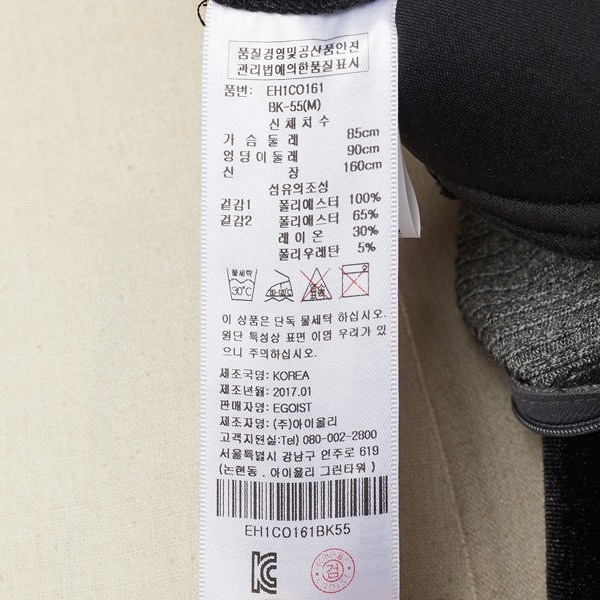 품질경영및공산품안전
관리법에의한품질표시
품번: EH1CO161
BK-55(M)
신체치수
가슴둘레 85cm
엉덩이둘레 90cm
신장 160cm
섬유의조성
겉감1 폴리에스터 100%
겉감2 폴리에스터 65%
레이온 30%
폴리우레탄 5%
물세탁
30°C
이 상품은 단독 물세탁 하십시오.
원단 특성상 표면 이염 우려가 있
으니 주의하십시오.
제조국명: KOREA
제조년월: 2017.01
판매자명: EGOIST
제조자명: (주)아이올리
고객지원실:Tel) 080-002-2800
서울특별시 강남구 언주로 619
(논현동. 아이올리 그린타워)
EH1CO161BK55
KC
검